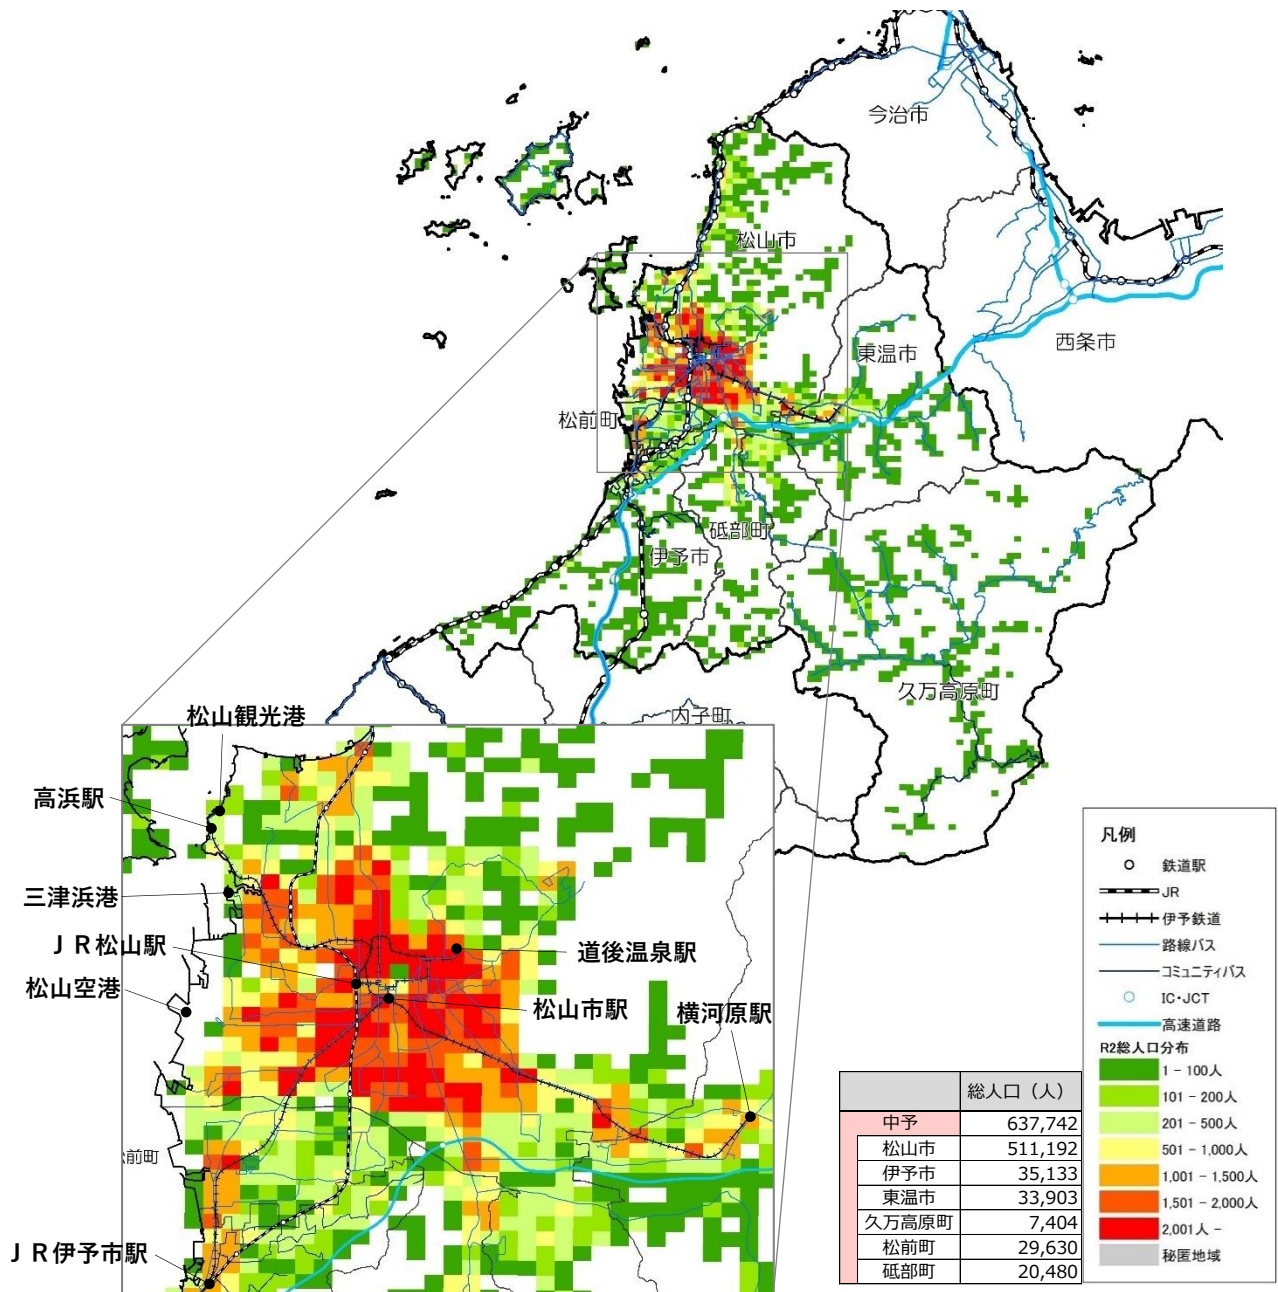 今治市
松山市
西条市
東温市
松前町
砥部町
伊予市
久万高原町
内子町
松山観光港
高浜駅
三津浜港
ＪＲ松山駅
道後温泉駅
松山空港
松山市駅
横河原駅
前町
ＪＲ伊予市駅
凡例
鉄道駅
JR
伊予鉄道
路線バス
コミュニティバス
IC・JCT
高速道路
R2総人口分布
1 - 100人
101 - 200人
201 - 500人
501 - 1,000人
1,001 - 1,500人
1,501 - 2,000人
2,001人 -
秘匿地域
総人口（人）
中予 637,742
松山市 511,192
伊予市 35,133
東温市 33,903
久万高原町 7,404
松前町 29,630
砥部町 20,480